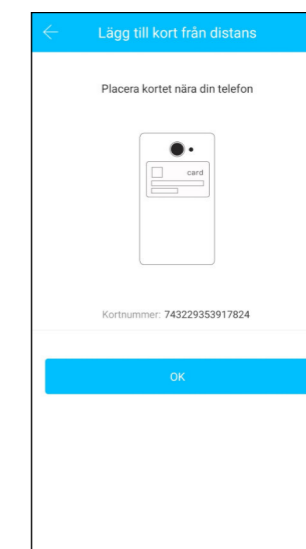 Lägg till kort från distans
Placera kortet nära din telefon
card
Kortnummer: 743229353917824
OK